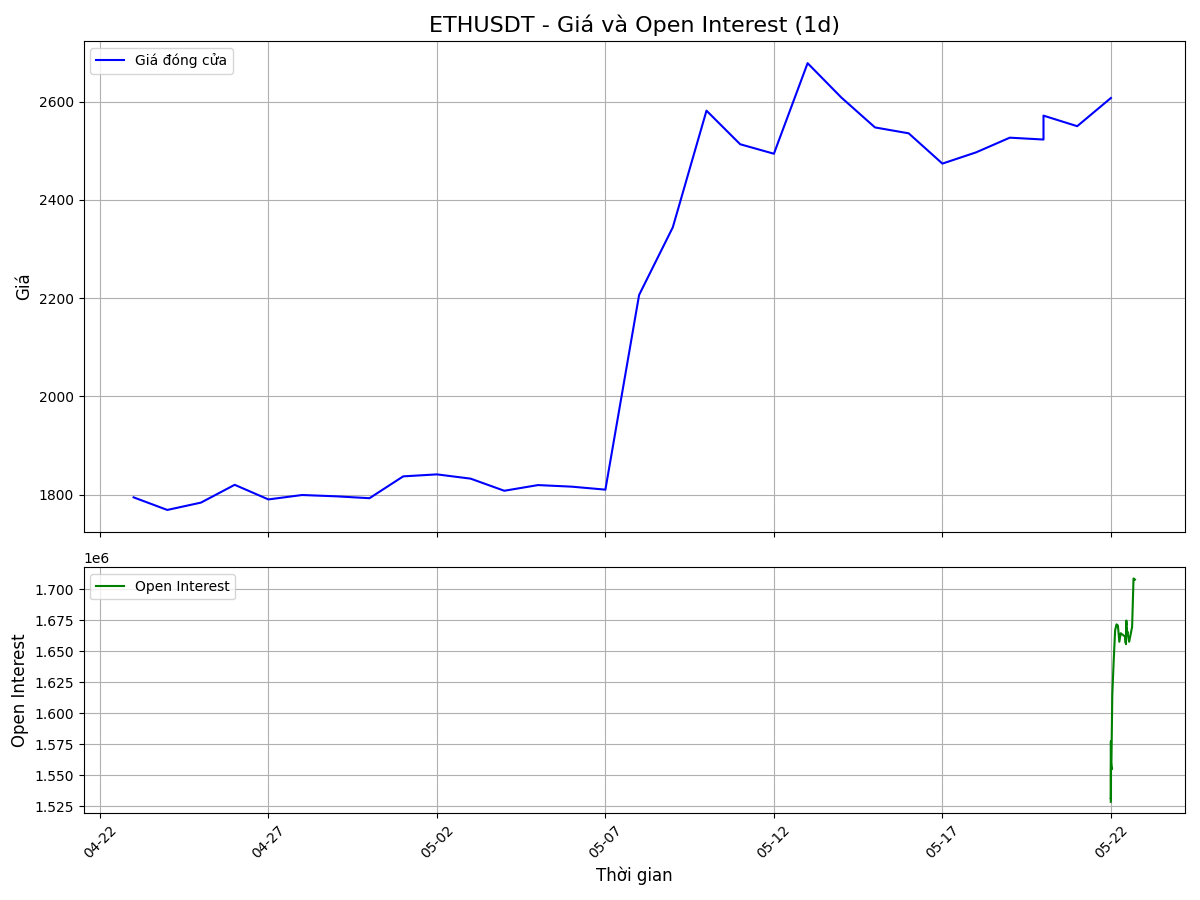 ETHUSDT - Giá và Open Interest (1d)
Giá đóng cửa
2600
2400
2200
2000
1800
Giá
1e6
Open Interest
1.700
1.675
1.650
1.625
1.600
1.575
1.550
1.525
Open Interest
04-22
04-27
05-02
05-07
05-12
05-17
05-22
Thời gian